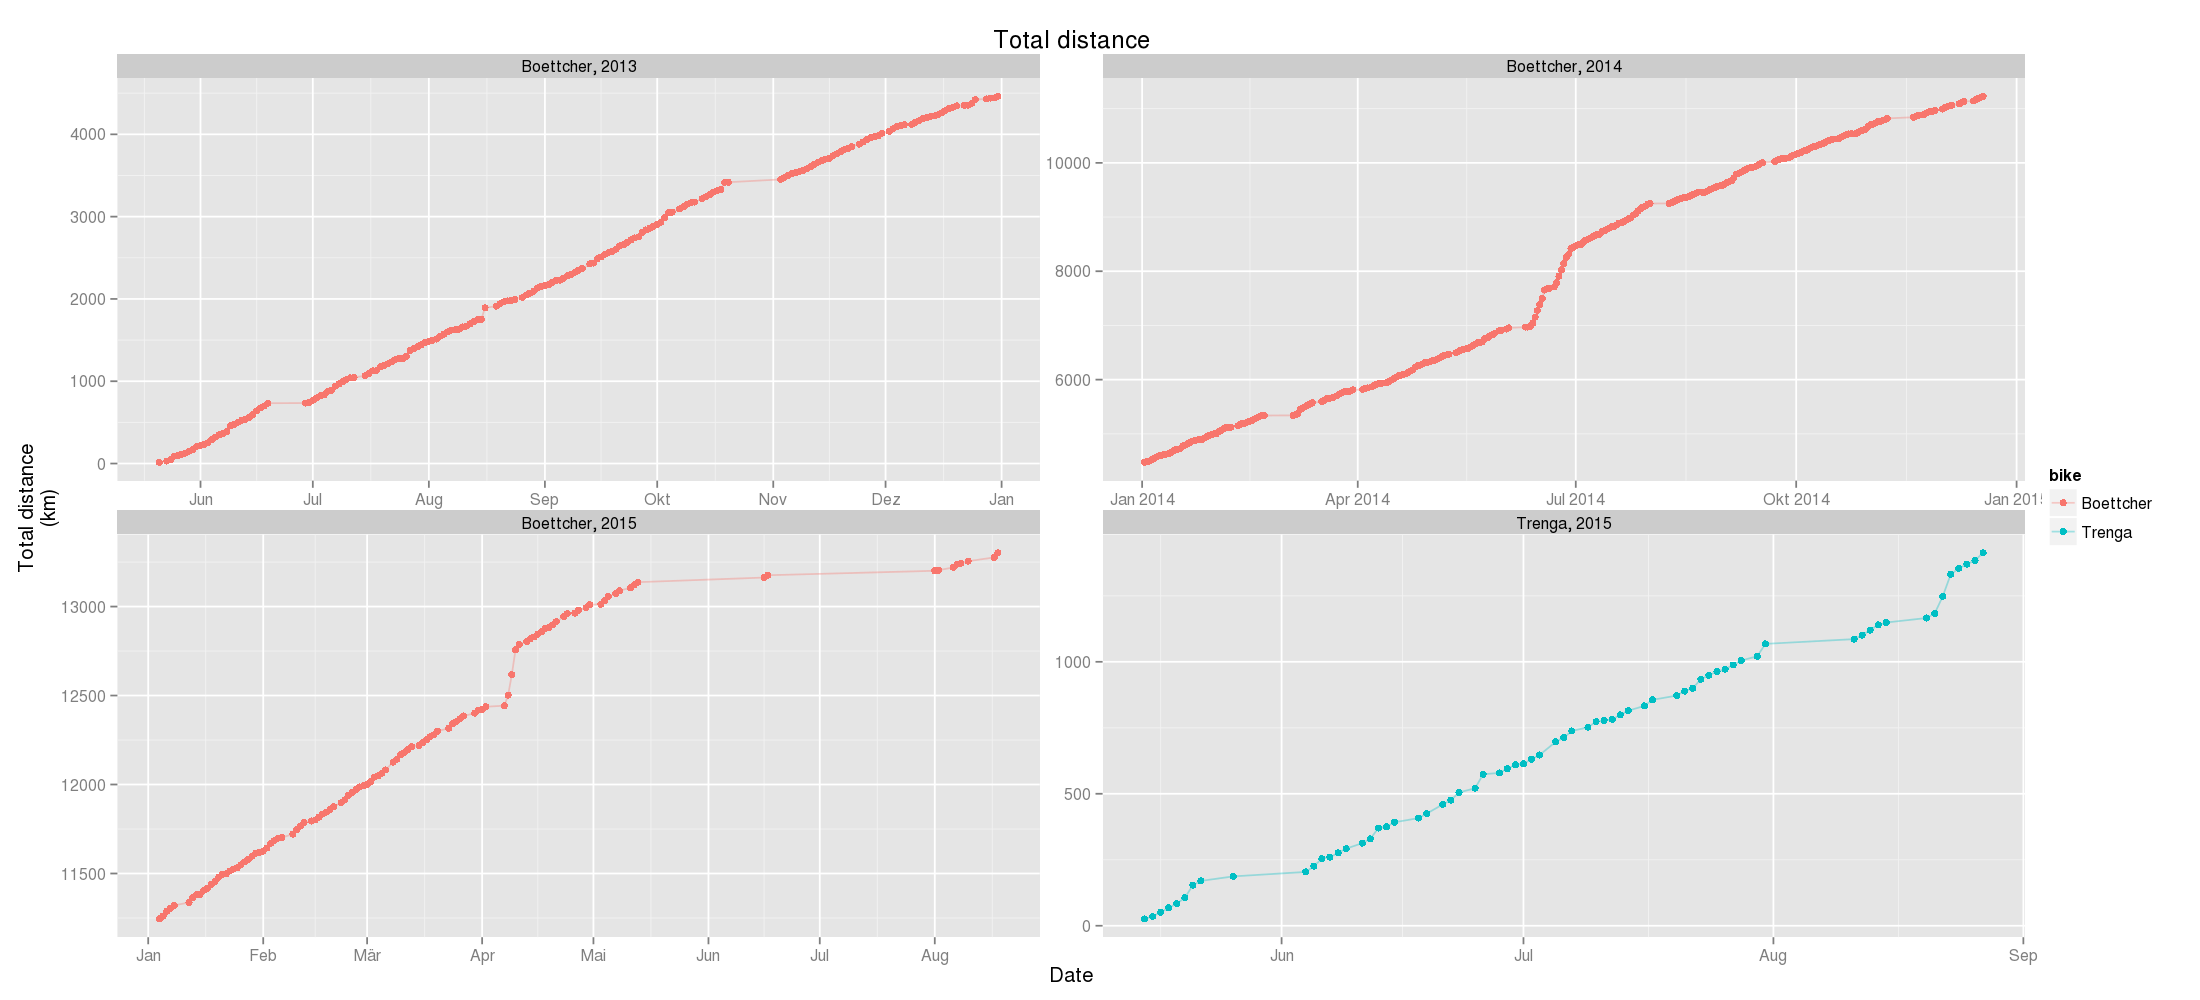 Total distance
Boettcher, 2013
4000
3000
2000
1000
0
Jun Jul Aug Sep Okt Nov Dez Jan
Boettcher, 2014
10000
8000
6000
Jan 2014 Apr 2014 Jul 2014 Okt 2014 Jan 201
Boettcher, 2015
13000
12500
12000
11500
Jan Feb Mär Apr Mai Jun Jul Aug
Trenga, 2015
1000
500
0
Jun Jul Aug Sep
Total distance
(km)
Date
bike
Boettcher
Trenga